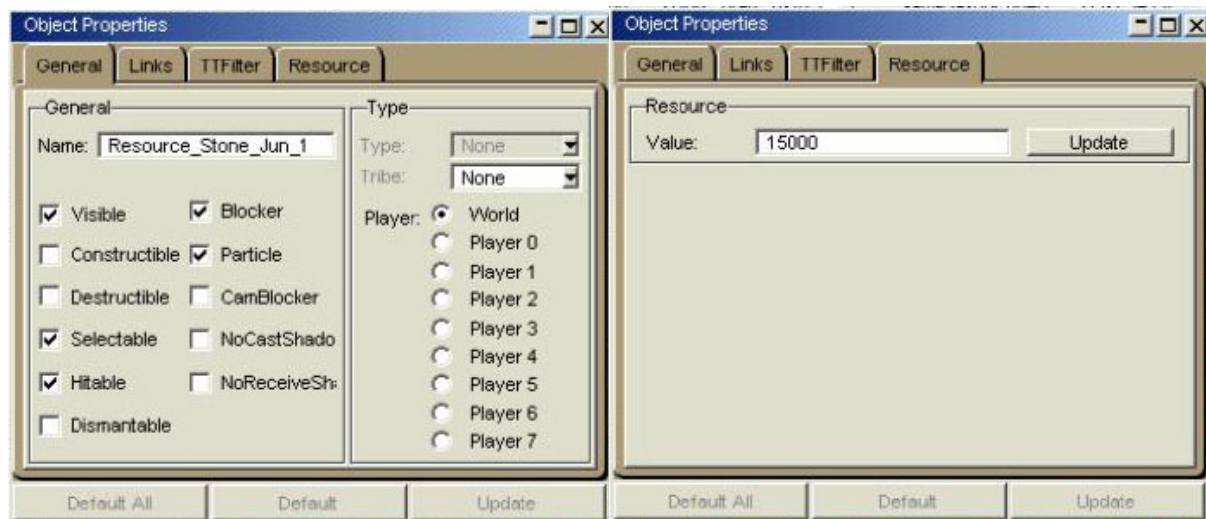 Object Properties
General Links TTFilter Resource
General
Name: Resource_Stone_Jun_1
Visible
Blocker
Constructible
Particle
Destructible
CamBlocker
Selectable
NoCastShado
Hitable
NoReceiveSh
Dismantable
Type
Type: None
Tribe: None
Player: World
Player 0
Player 1
Player 2
Player 3
Player 4
Player 5
Player 6
Player 7
Default All Default Update
Object Properties
General Links TTFilter Resource
Resource
Value: 15000 Update
Default All Default Update